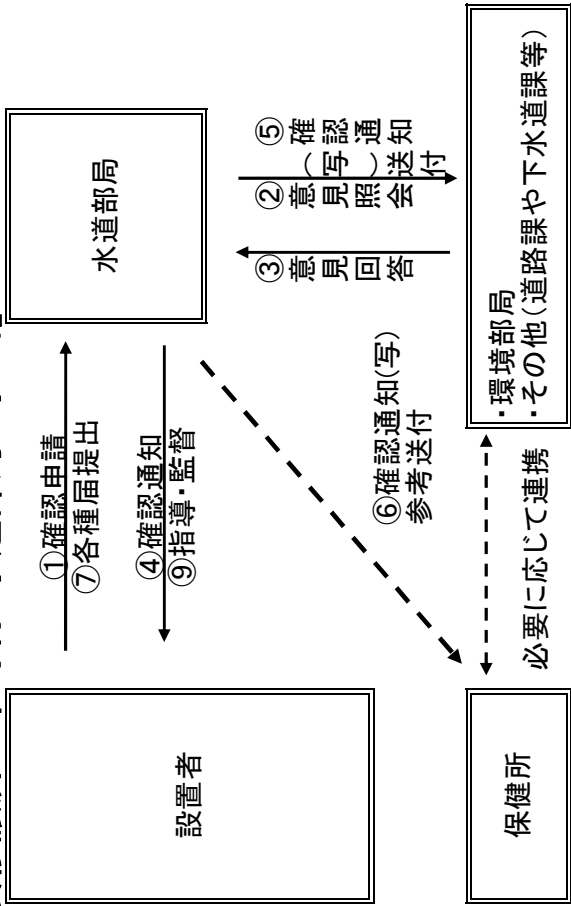 設置者
①確認申請
⑦各種届提出
④確認通知
⑨指導・監督
水道部局
⑤確認通知
(写)送付
②意見照会
③意見回答
⑥確認通知(写)
参考送付
保健所
必要に応じて連携
・環境部局
・その他(道路課や下水道課等)